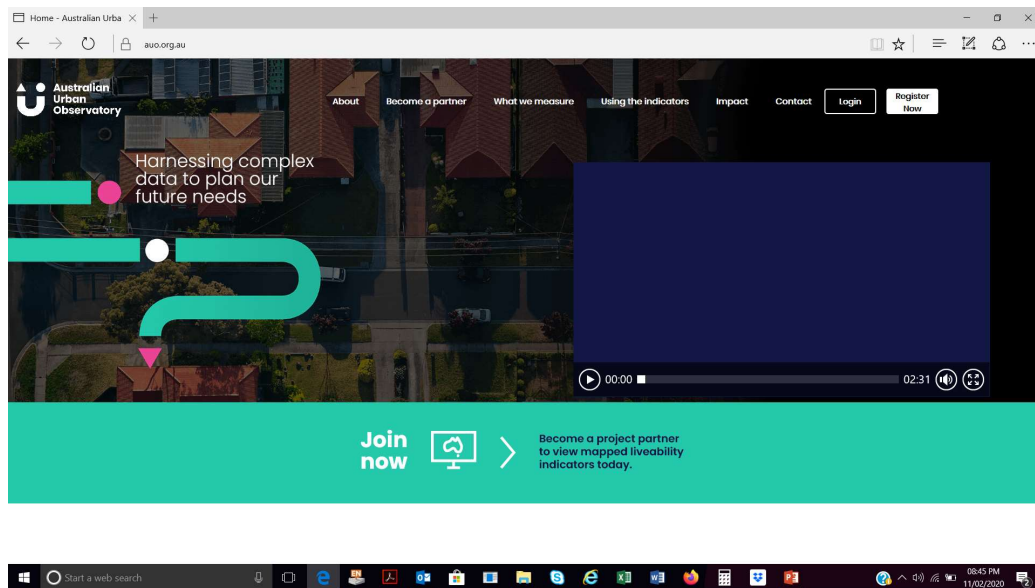 Home - Australian Urba
auo.org.au
Australian
Urban
Observatory
About Become a partner What we measure Using the indicators Impact Contact Login Register Now
Harnessing complex
data to plan our
future needs
00:00 02:31
Join
now
Become a project partner
to view mapped liveability
indicators today.
Start a web search
08:45 PM
11/02/2020